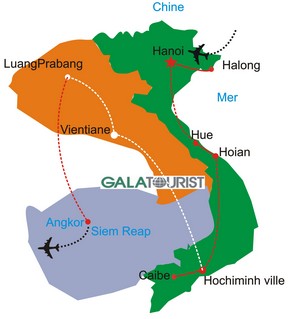 Chine
Hanoi
LuangPrabang
Halong
Mer
Vientiane
Hue
Hoian
GALATOURIST
Angkor
Siem Reap
Caibe
Hochiminh ville